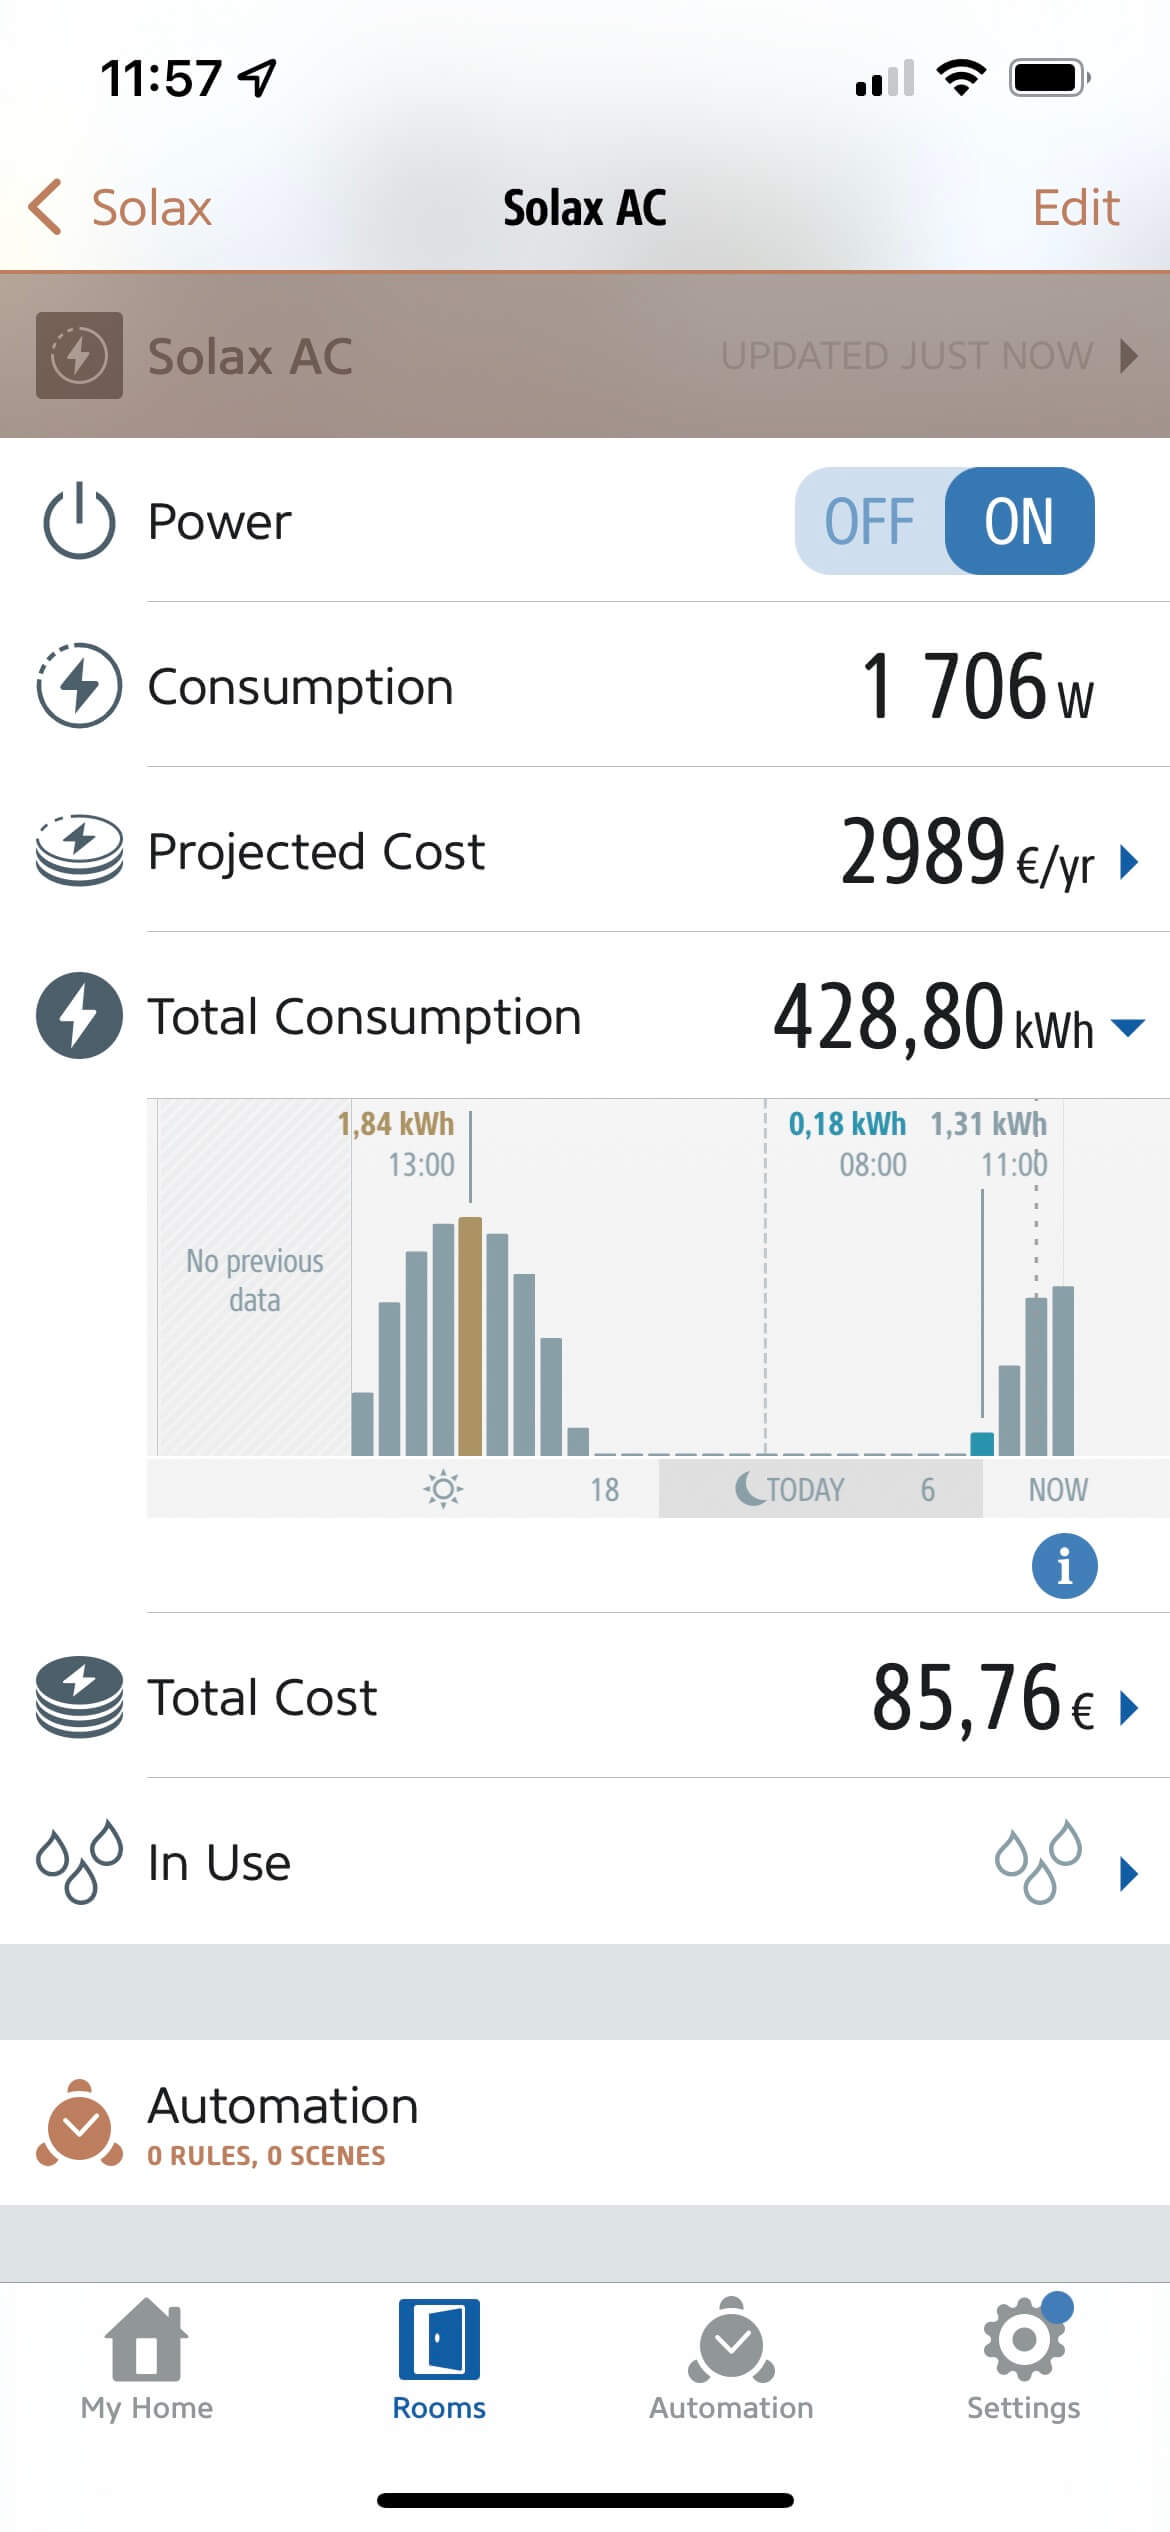 11:57
Solax
Solax AC
Edit
Solax AC
UPDATED JUST NOW
Power
OFF
ON
Consumption
1 706 W
Projected Cost
2989 €/yr
Total Consumption
428,80 kWh
1,84 kWh
13:00
0,18 kWh
08:00
1,31 kWh
11:00
No previous
data
18
TODAY
6
NOW
i
Total Cost
85,76 €
In Use
Automation
0 RULES, 0 SCENES
My Home
Rooms
Automation
Settings